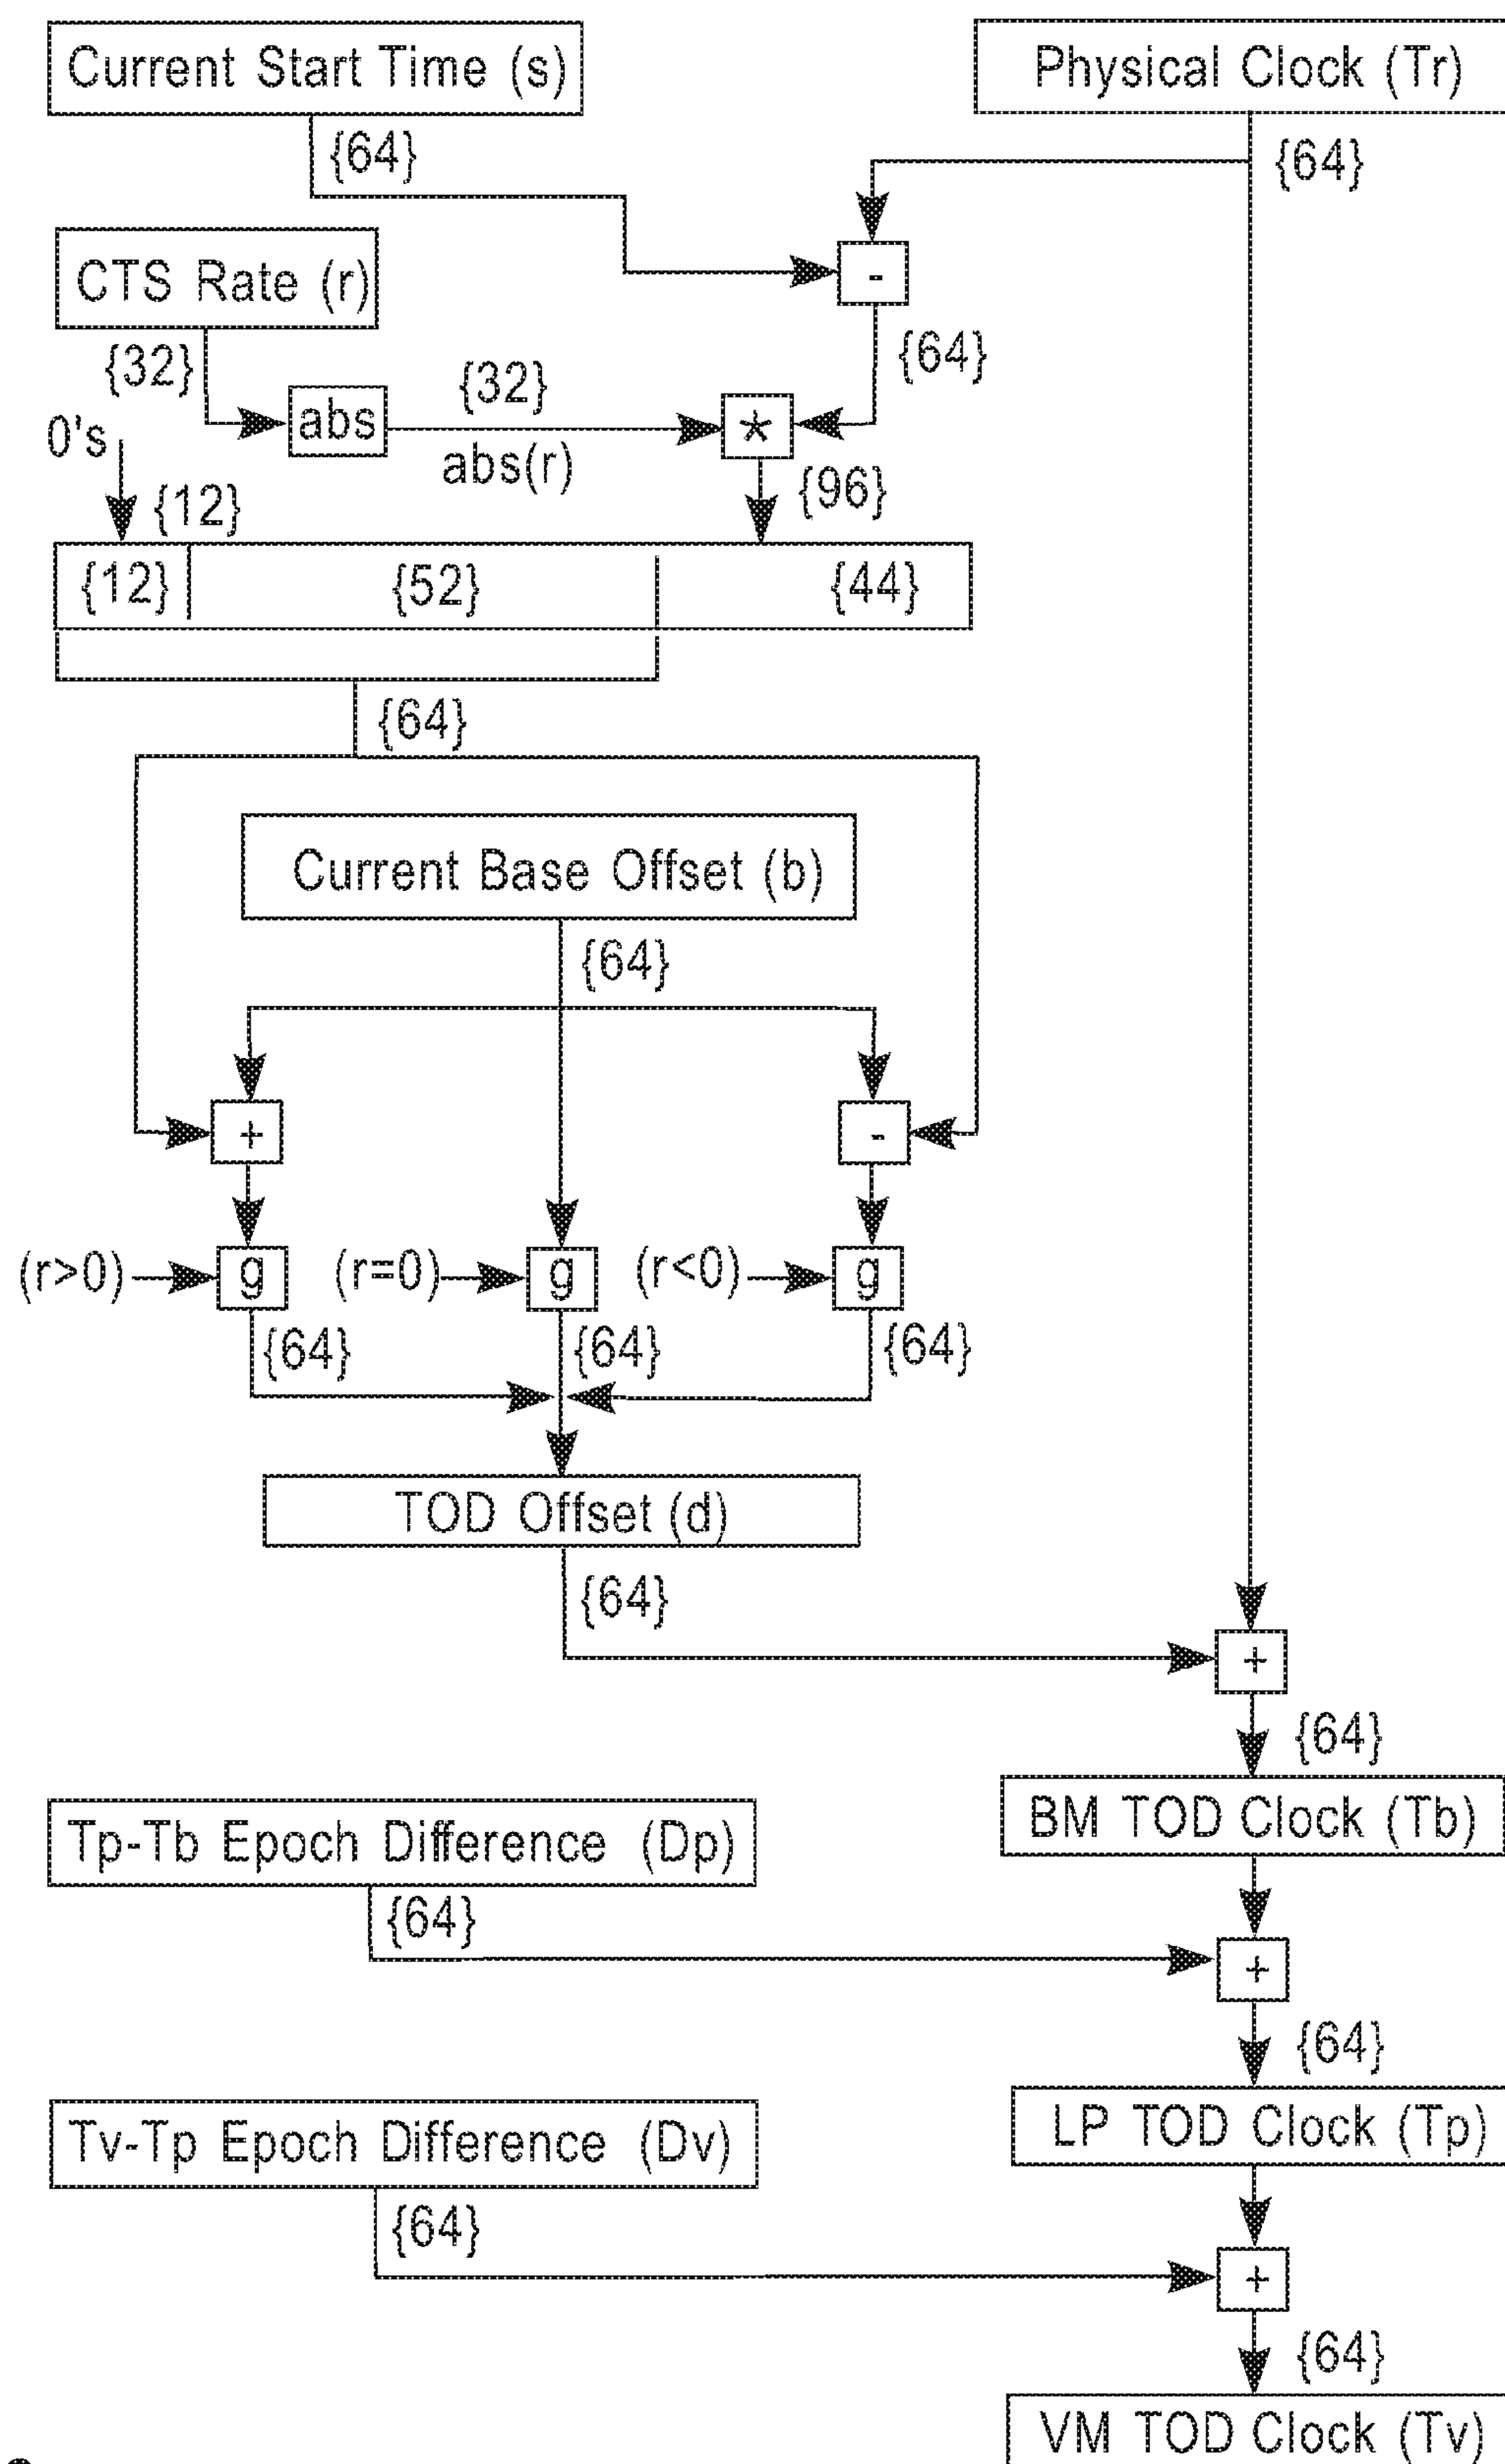 Current Start Time (s)
Physical Clock (Tr)
{64}
{64}
CTS Rate (r)
-
{32}
{64}
{32}
abs
*
0's
abs(r)
{96}
{12}
{12}
{52}
{44}
{64}
Current Base Offset (b)
{64}
+
-
(r>0)
g
(r=0)
g
(r<0)
g
{64}
{64}
{64}
TOD Offset (d)
{64}
+
{64}
BM TOD Clock (Tb)
Tp-Tb Epoch Difference (Dp)
{64}
+
{64}
LP TOD Clock (Tp)
Tv-Tp Epoch Difference (Dv)
{64}
+
{64}
VM TOD Clock (Tv)